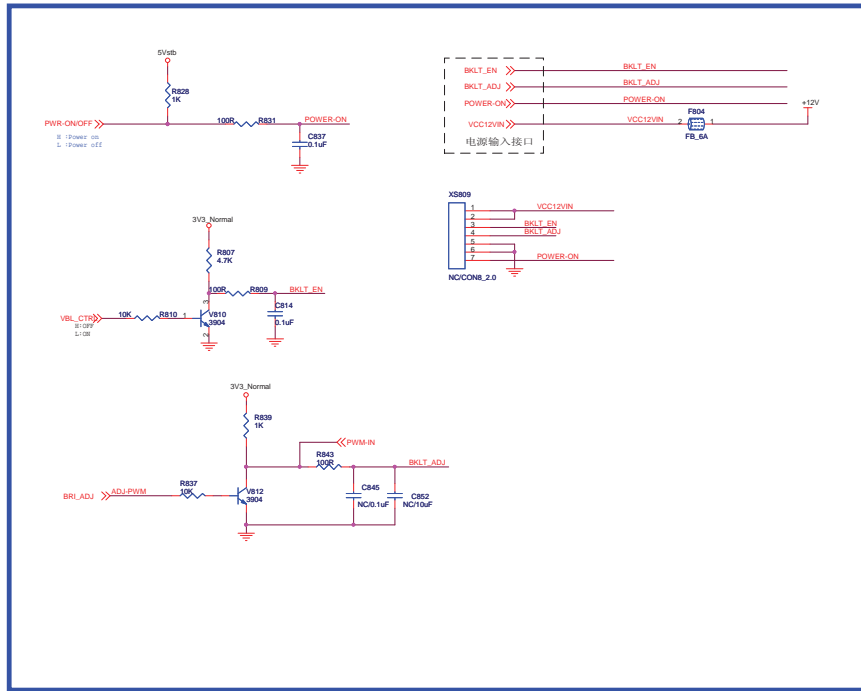 5Vstb
R828
1K
PWR-ON/OFF
H :Power on
L :Power off
100R
R831
POWER-ON
C837
0.1uF
BKLT_EN
BKLT_EN
BKLT_ADJ
BKLT_ADJ
POWER-ON
POWER-ON
VCC12VIN
VCC12VIN
2
F804
1
FB_6A
+12V
电源输入接口
XS809
1
2
3
4
5
6
7
VCC12VIN
BKLT_EN
BKLT_ADJ
POWER-ON
NC/CON8_2.0
3V3_Normal
R807
4.7K
100R
R809
BKLT_EN
C814
0.1uF
VBL_CTRL
H:OFF
L:ON
10K
R810
1
3
V810
3904
2
3V3_Normal
R839
1K
PWM-IN
R843
100R
BKLT_ADJ
BRI_ADJ
ADJ-PWM
R837
10K
V812
3904
C845
NC/0.1uF
C852
NC/10uF